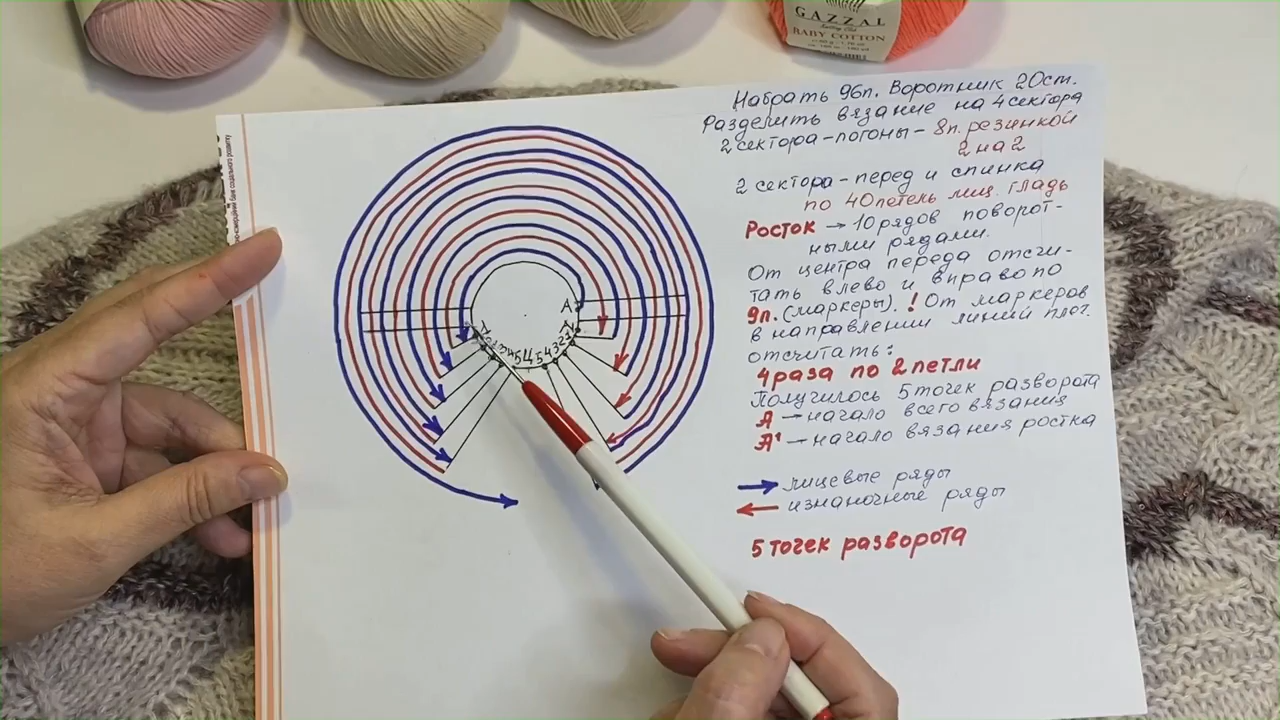 GAZZAL
BABY COTTON
Набрать 96п. Воротник 20см.
Разделить вязание на 4 сектора
2 сектора-погоны- 8п. резинкой
2 на 2
2 сектора-перед и спинка
по 40 петель лиц. гладь
Росток → 10 рядов поворот-
ными рядами.
От центра переда отсчи-
тать влево и вправо по
9п. (маркеры). ! От маркеров
в направлении линий плеч.
отсчитать:
4 раза по 2 петли
Получилось 5 точек разворота
А — начало всего вязания
А¹ — начало вязания ростка
→ лицевые ряды
← изнаночные ряды
5 точек разворота
А